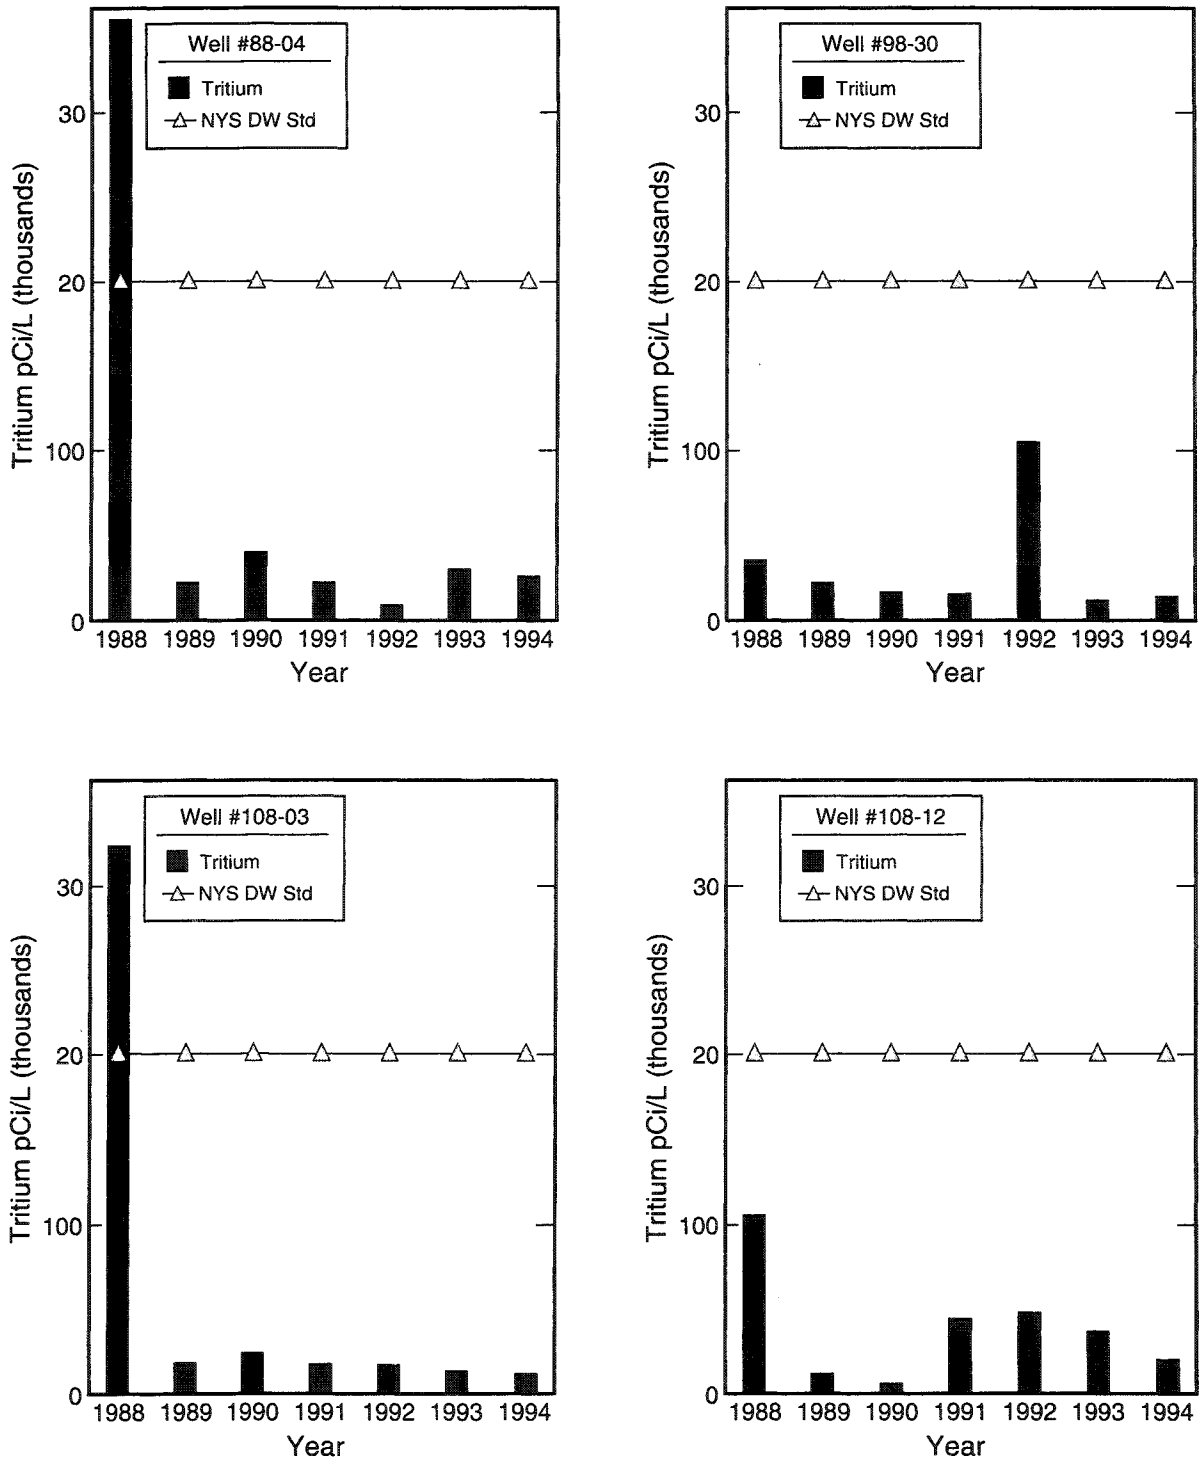 Well #88-04
Tritium
NYS DW Std
30
20
100
0
Tritium pCi/L (thousands)
1988 1989 1990 1991 1992 1993 1994
Year
Well #98-30
Tritium
NYS DW Std
30
20
100
0
Tritium pCi/L (thousands)
1988 1989 1990 1991 1992 1993 1994
Year
Well #108-03
Tritium
NYS DW Std
30
20
100
0
Tritium pCi/L (thousands)
1988 1989 1990 1991 1992 1993 1994
Year
Well #108-12
Tritium
NYS DW Std
30
20
100
0
Tritium pCi/L (thousands)
1988 1989 1990 1991 1992 1993 1994
Year